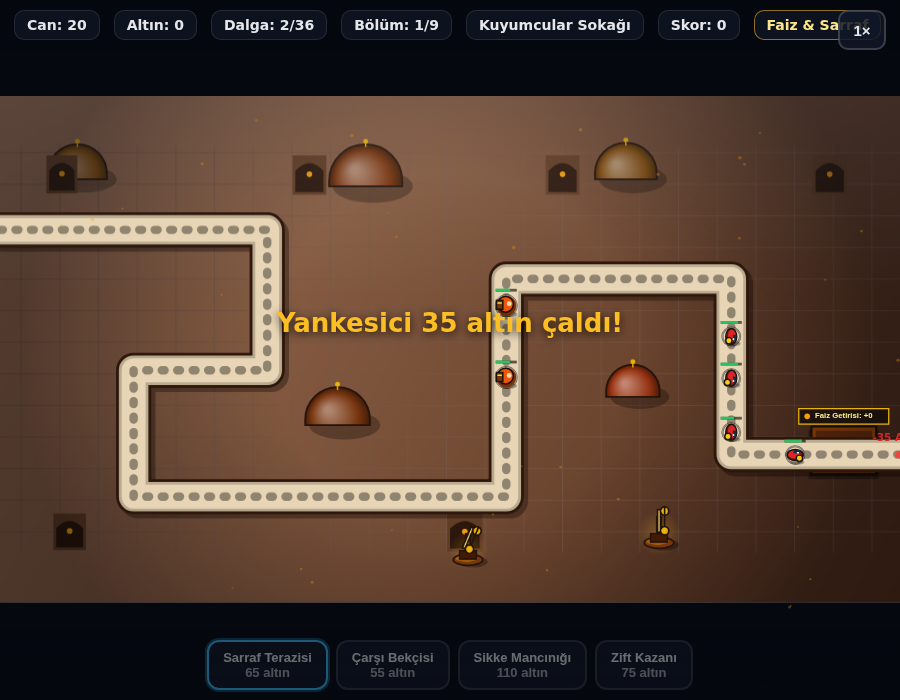 Can: 20
Altın: 0
Dalga: 2/36
Bölüm: 1/9
Kuyumcular Sokağı
Skor: 0
Faiz & Sarraf
1×
Yankesici 35 altın çaldı!
Faiz Getirisi: +0
Sarraf Terazisi
65 altın
Çarşı Bekçisi
55 altın
Sikke Mancınığı
110 altın
Zift Kazanı
75 altın